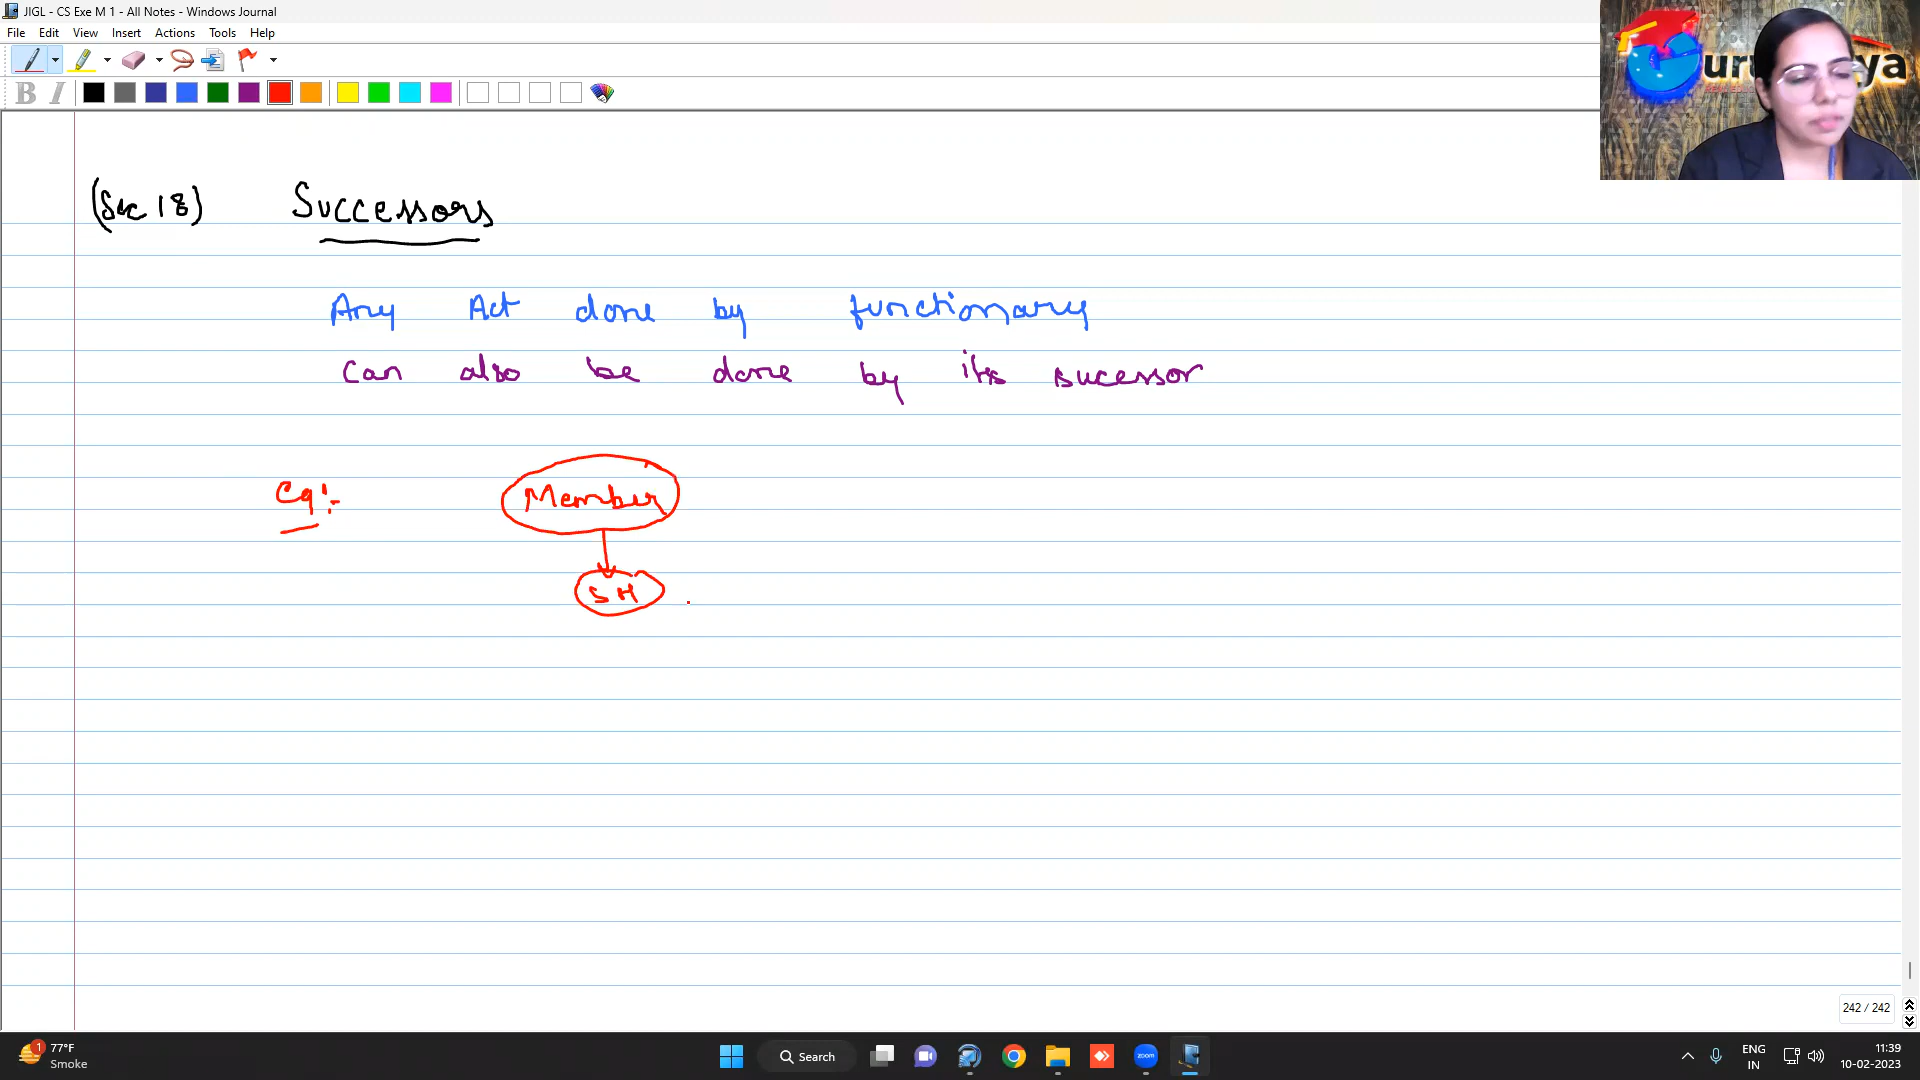 JIGL - CS Exe M 1 - All Notes - Windows Journal
File Edit View Insert Actions Tools Help
B I
(Sec 18) Successors
Any Act done by functionary
can also be done by its sucessor
Eg:-
Member
SH
242 / 242
1
77°F
Smoke
Search
zoom
ENG
IN
11:39
10-02-2023